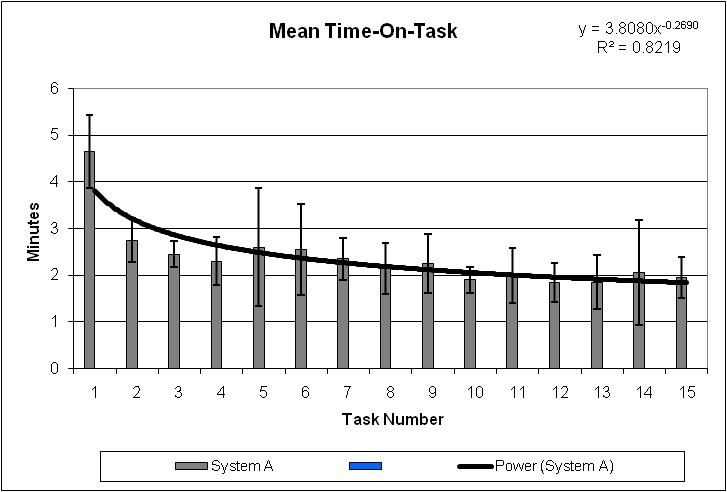 Mean Time-On-Task
y = 3.8080x^-0.2690
R² = 0.8219
6
5
4
3
2
1
0
Minutes
1 2 3 4 5 6 7 8 9 10 11 12 13 14 15
Task Number
System A Power (System A)